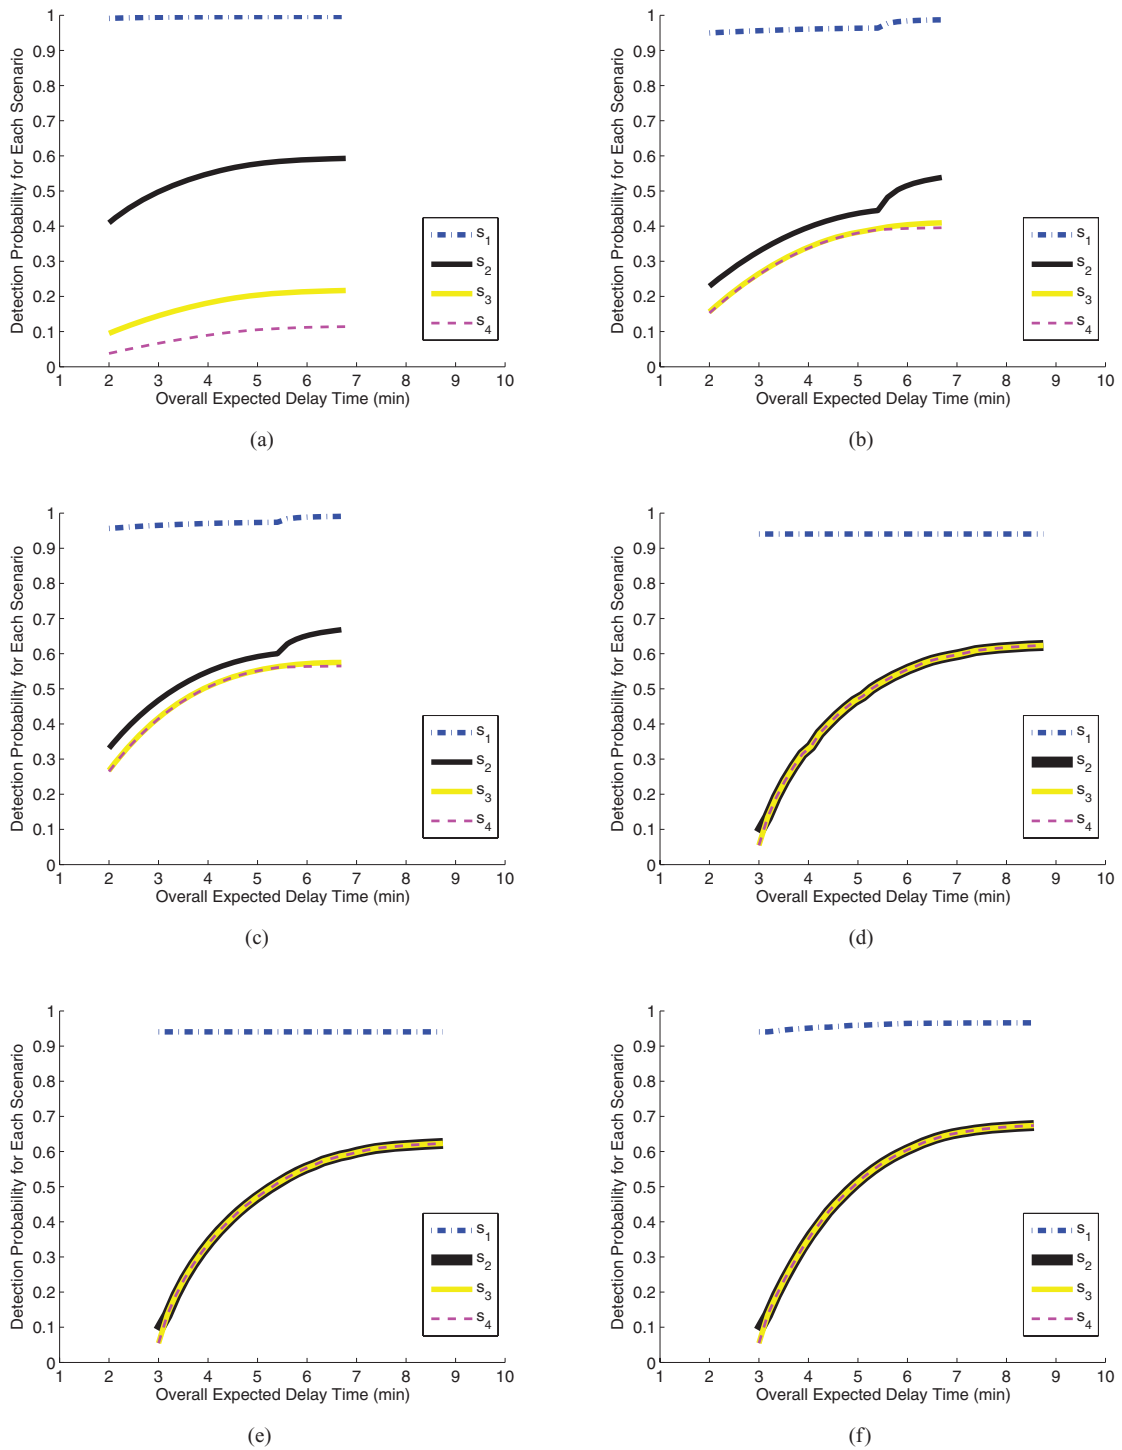 Detection Probability for Each Scenario
1
0.9
0.8
0.7
0.6
0.5
0.4
0.3
0.2
0.1
0
1 2 3 4 5 6 7 8 9 10
Overall Expected Delay Time (min)
s1
s2
s3
s4
(a)
Detection Probability for Each Scenario
1
0.9
0.8
0.7
0.6
0.5
0.4
0.3
0.2
0.1
0
1 2 3 4 5 6 7 8 9 10
Overall Expected Delay Time (min)
s1
s2
s3
s4
(b)
Detection Probability for Each Scenario
1
0.9
0.8
0.7
0.6
0.5
0.4
0.3
0.2
0.1
0
1 2 3 4 5 6 7 8 9 10
Overall Expected Delay Time (min)
s1
s2
s3
s4
(c)
Detection Probability for Each Scenario
1
0.9
0.8
0.7
0.6
0.5
0.4
0.3
0.2
0.1
0
1 2 3 4 5 6 7 8 9 10
Overall Expected Delay Time (min)
s1
s2
s3
s4
(d)
Detection Probability for Each Scenario
1
0.9
0.8
0.7
0.6
0.5
0.4
0.3
0.2
0.1
0
1 2 3 4 5 6 7 8 9 10
Overall Expected Delay Time (min)
s1
s2
s3
s4
(e)
Detection Probability for Each Scenario
1
0.9
0.8
0.7
0.6
0.5
0.4
0.3
0.2
0.1
0
1 2 3 4 5 6 7 8 9 10
Overall Expected Delay Time (min)
s1
s2
s3
s4
(f)